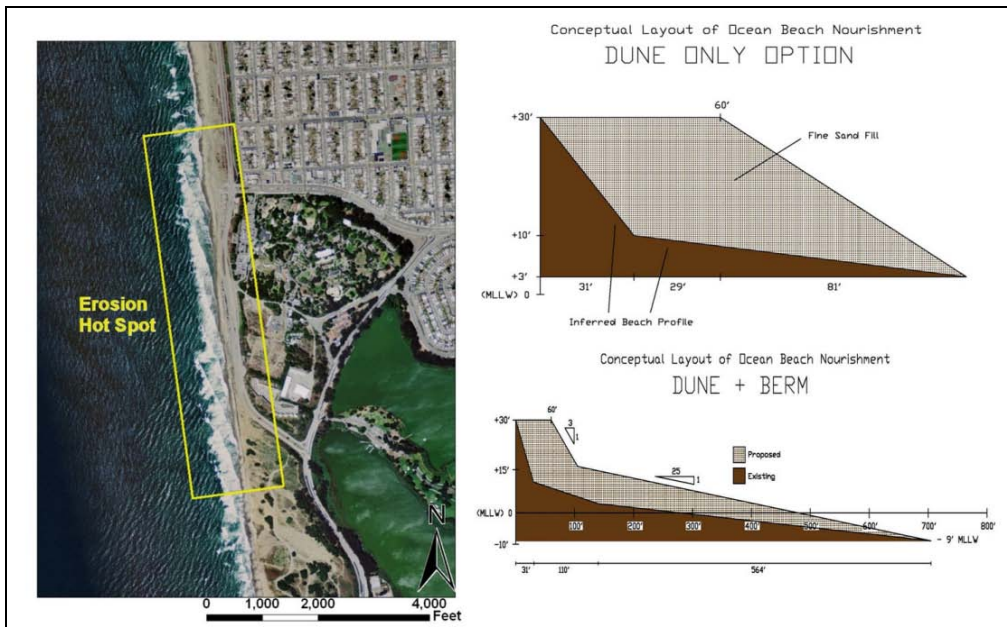 Erosion
Hot Spot
N
0 1,000 2,000 4,000
Feet
Conceptual Layout of Ocean Beach Nourishment
DUNE ONLY OPTION
60'
+30'
Fine Sand Fill
+10'
+3'
(MLLW) 0
31' 29' 81'
Inferred Beach Profile
Conceptual Layout of Ocean Beach Nourishment
DUNE + BERM
60'
+30'
3
1
Proposed
Existing
25
1
+15'
(MLLW) 0
100' 200' 300' 400' 500' 600' 700' 800'
-10'
- 9' MLLW
31' 110' 564'